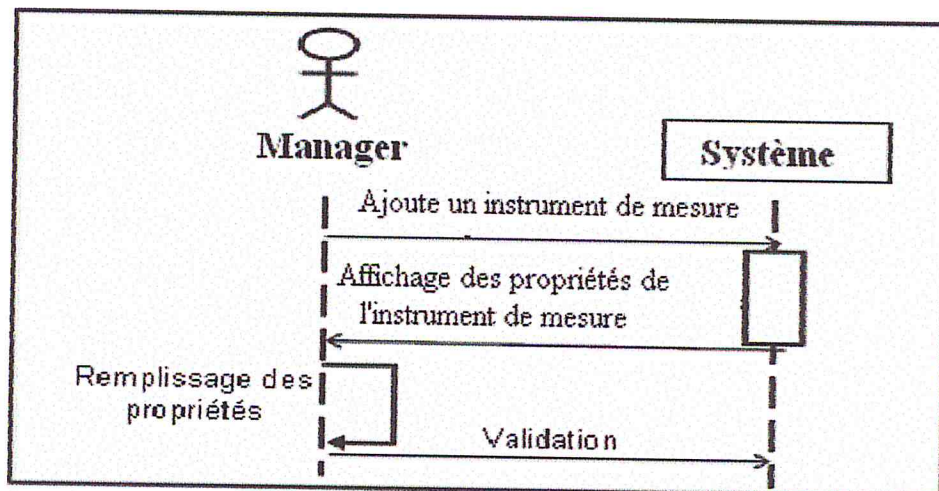 Manager
Système
Ajoute un instrument de mesure
Affichage des propriétés de
l'instrument de mesure
Remplissage des
propriétés
Validation